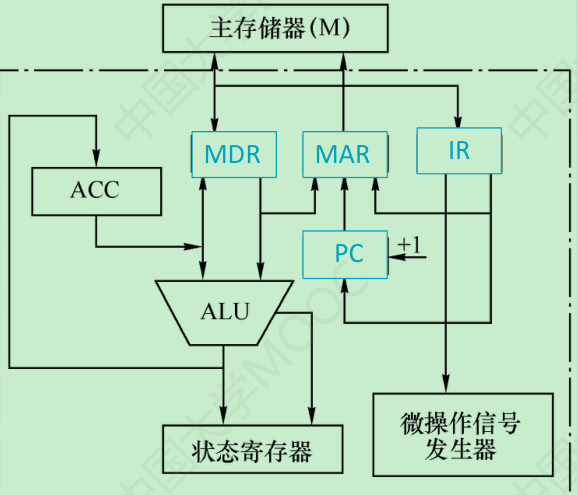 主存储器(M)
MDR
MAR
IR
ACC
PC
+1
ALU
状态寄存器
微操作信号
发生器
中国大学MOOC